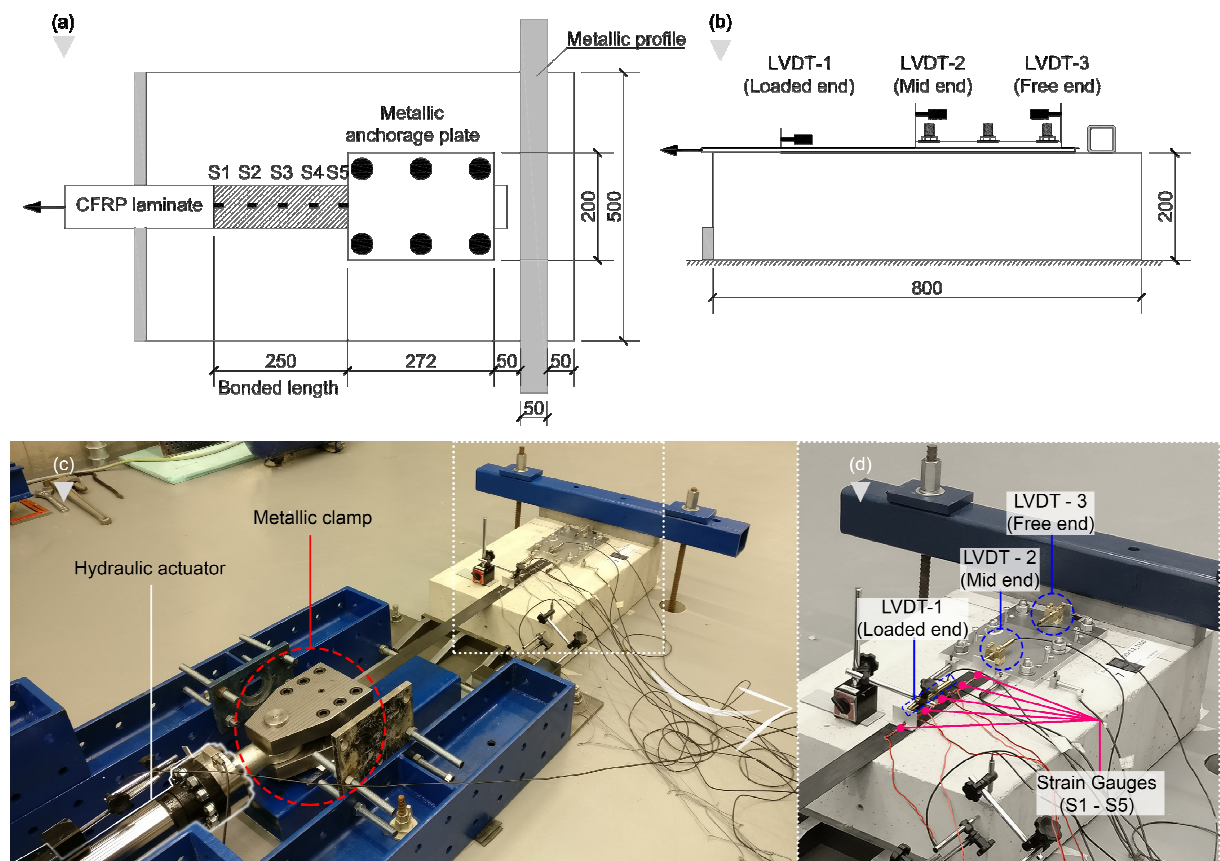 (a)
Metallic profile
Metallic
anchorage plate
S1 S2 S3 S4 S5
CFRP laminate
200
500
250
272
50
50
Bonded length
50
(b)
LVDT-1
(Loaded end)
LVDT-2
(Mid end)
LVDT-3
(Free end)
200
800
(c)
Metallic clamp
Hydraulic actuator
(d)
LVDT - 3
(Free end)
LVDT - 2
(Mid end)
LVDT-1
(Loaded end)
Strain Gauges
(S1 - S5)